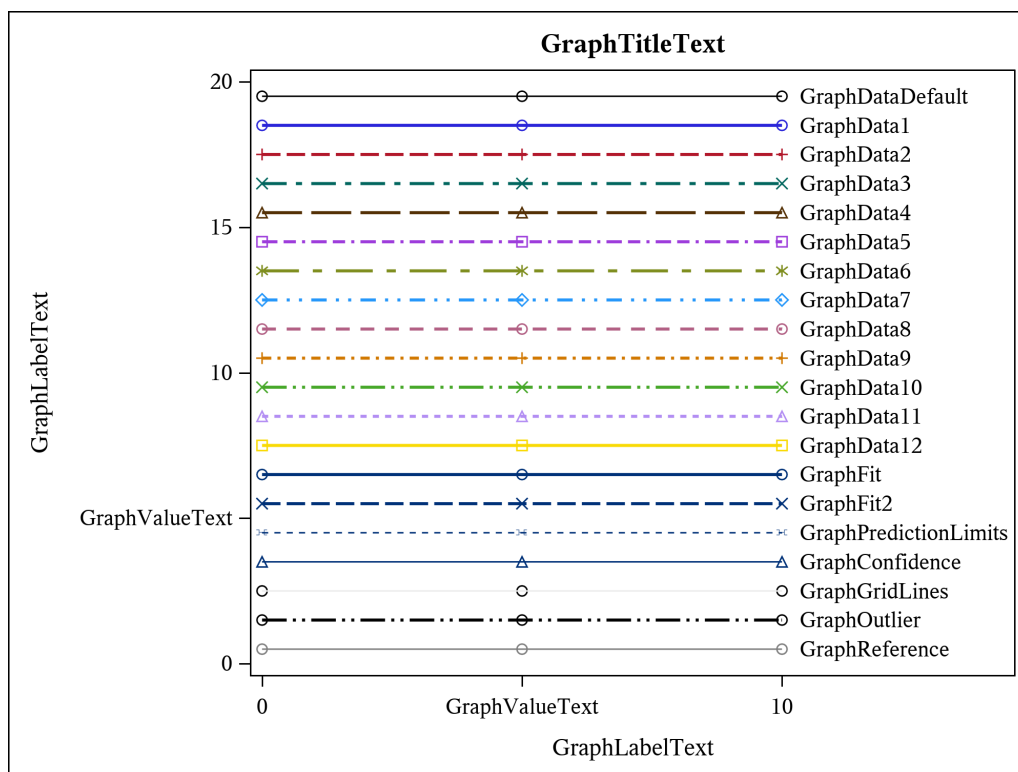 GraphTitleText
20
GraphDataDefault
GraphData1
GraphData2
GraphData3
GraphData4
15
GraphData5
GraphData6
GraphData7
GraphData8
GraphData9
10
GraphData10
GraphData11
GraphData12
GraphFit
GraphFit2
GraphValueText
GraphPredictionLimits
GraphConfidence
GraphGridLines
GraphOutlier
GraphReference
0
GraphLabelText
0 GraphValueText 10
GraphLabelText